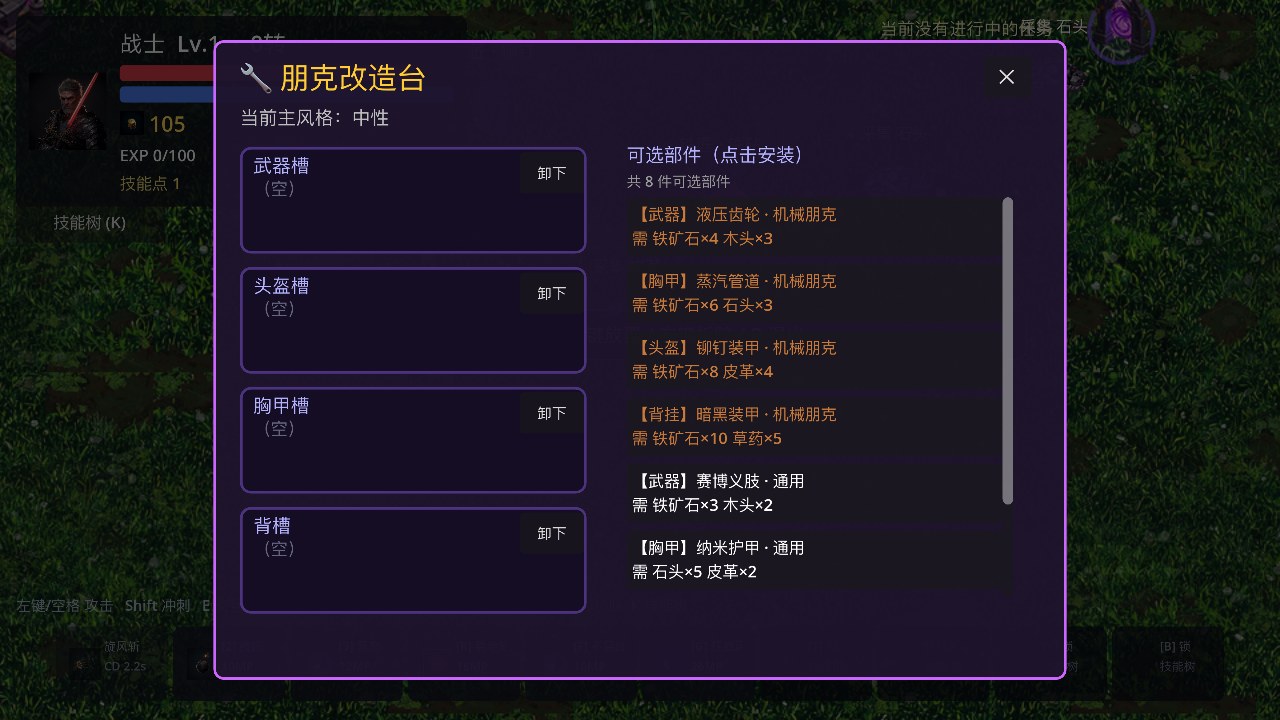 战士 Lv.1
当前没有进行中的任务
石头
105
EXP 0/100
技能点 1
技能树 (K)
朋克改造台
当前主风格：中性
武器槽
（空）
卸下
头盔槽
（空）
卸下
胸甲槽
（空）
卸下
背槽
（空）
卸下
可选部件（点击安装）
共 8 件可选部件
【武器】液压齿轮 · 机械朋克
需 铁矿石×4 木头×3
【胸甲】蒸汽管道 · 机械朋克
需 铁矿石×6 石头×3
【头盔】铆钉装甲 · 机械朋克
需 铁矿石×8 皮革×4
【背挂】暗黑装甲 · 机械朋克
需 铁矿石×10 草药×5
【武器】赛博义肢 · 通用
需 铁矿石×3 木头×2
【胸甲】纳米护甲 · 通用
需 石头×5 皮革×2
左键/空格 攻击 Shift 冲刺 E
旋风斩
CD 2.2s
[B] 锁
技能树